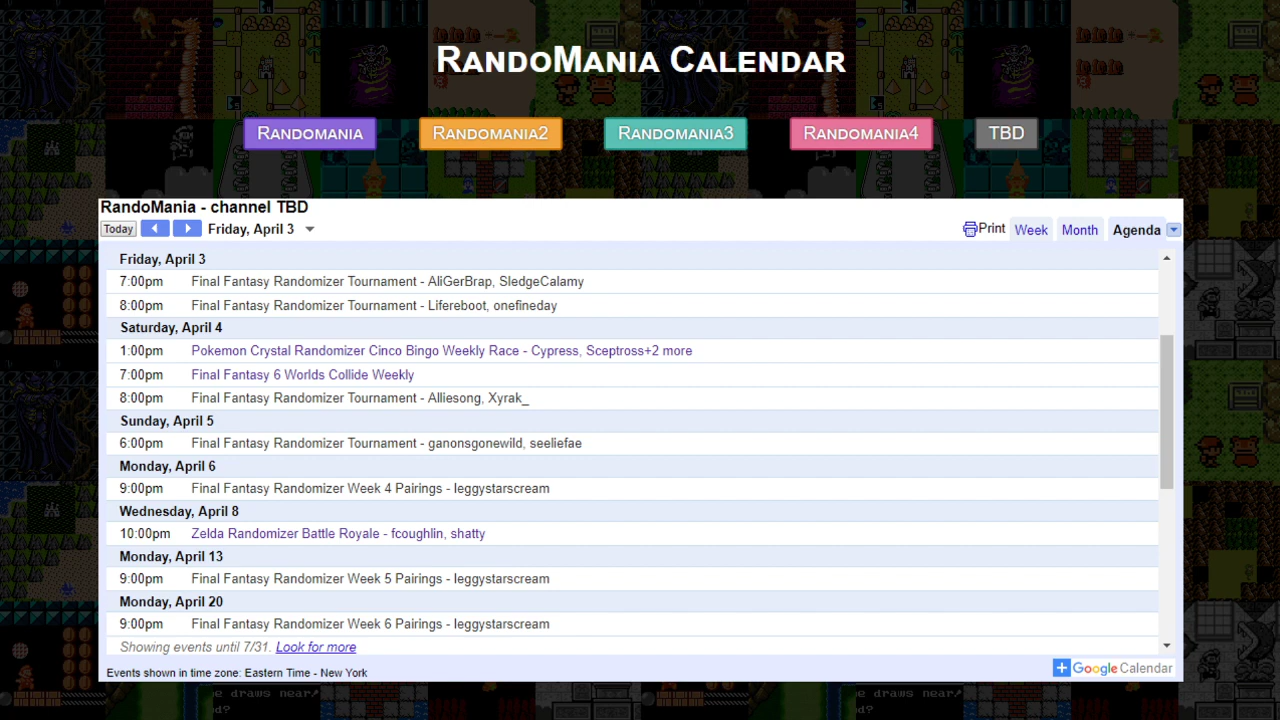 RandoMania Calendar
Randomania Randomania2 Randomania3 Randomania4 TBD
RandoMania - channel TBD
Today Friday, April 3 Print Week Month Agenda
Friday, April 3
7:00pm Final Fantasy Randomizer Tournament - AliGerBrap, SledgeCalamy
8:00pm Final Fantasy Randomizer Tournament - Lifereboot, onefineday
Saturday, April 4
1:00pm Pokemon Crystal Randomizer Cinco Bingo Weekly Race - Cypress, Sceptross+2 more
7:00pm Final Fantasy 6 Worlds Collide Weekly
8:00pm Final Fantasy Randomizer Tournament - Alliesong, Xyrak_
Sunday, April 5
6:00pm Final Fantasy Randomizer Tournament - ganonsgonewild, seeliefae
Monday, April 6
9:00pm Final Fantasy Randomizer Week 4 Pairings - leggystarscream
Wednesday, April 8
10:00pm Zelda Randomizer Battle Royale - fcoughlin, shatty
Monday, April 13
9:00pm Final Fantasy Randomizer Week 5 Pairings - leggystarscream
Monday, April 20
9:00pm Final Fantasy Randomizer Week 6 Pairings - leggystarscream
Showing events until 7/31. Look for more
Events shown in time zone: Eastern Time - New York
Google Calendar